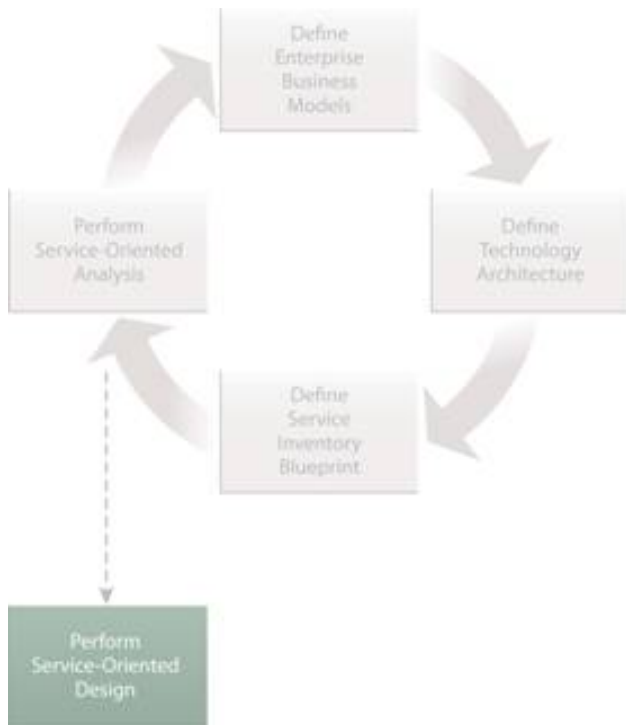 Define
Enterprise
Business
Models
Perform
Service-Oriented
Analysis
Define
Technology
Architecture
Define
Service
Inventory
Blueprint
Perform
Service-Oriented
Design